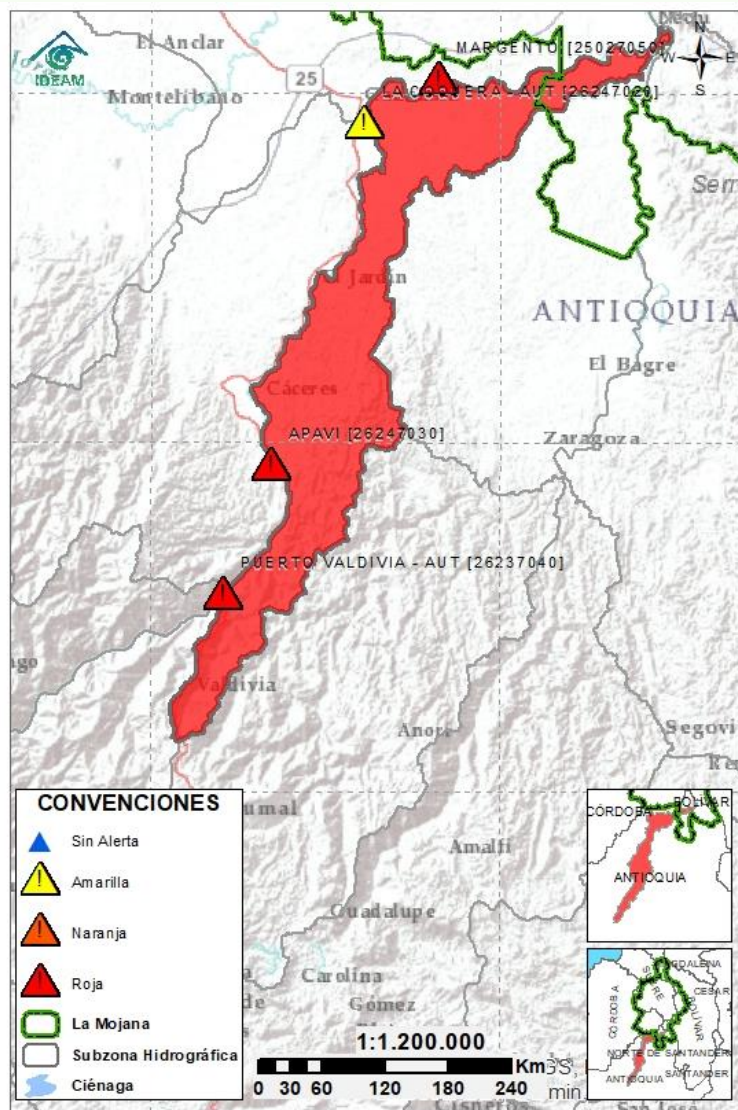 IDEAM
El Anclar
N
W E
S
MARGENTO [25027050]
25
Montelibano
LA COQUERA - AUT [26247020]
Jardín
ANTIOQUIA
El Bagre
Cáceres
APAVI [26247030]
Zaragoza
PUERTO VALDIVIA - AUT [26237040]
Valdivia
Anorí
Segovi
CONVENCIONES
Sin Alerta
Amarilla
Naranja
Roja
La Mojana
Subzona Hidrográfica
Ciénaga
Amalfi
Guadalupe
Carolina
Gómez
1:1.200.000
Km
0 30 60 120 180 240
Cisneros
CÓRDOBA
BOLÍVAR
ANTIOQUIA
GDALENA
CESAR
SUCRE
CÓRDOBA
BOLÍVAR
NORTE DE SANTANDER
SANTANDER
ANTIOQUIA